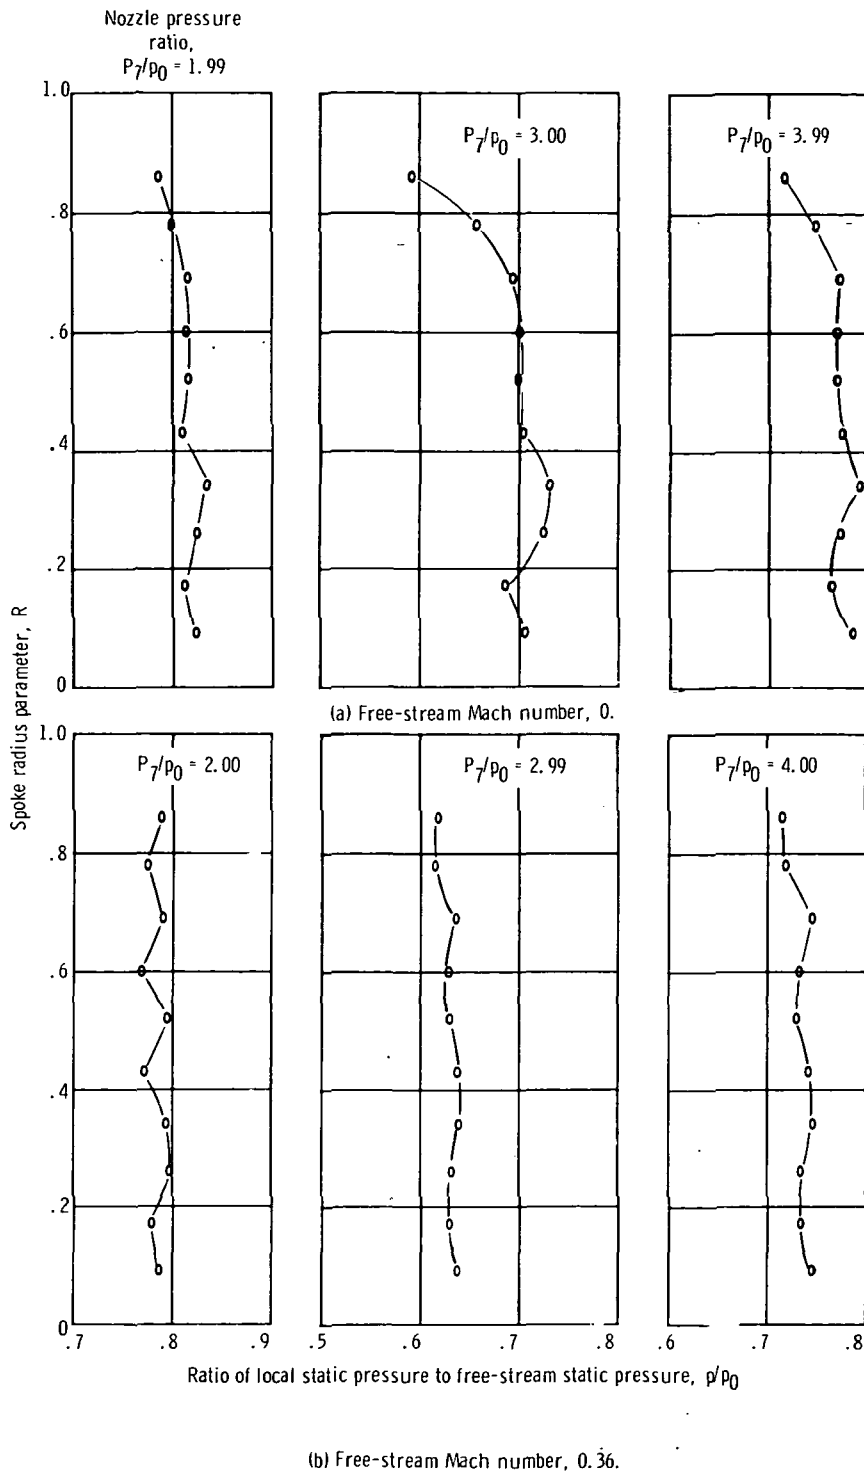 Nozzle pressure
ratio,
P7/p0 = 1.99
P7/p0 = 3.00
P7/p0 = 3.99
1.0
.8
.6
.4
.2
0
(a) Free-stream Mach number, 0.
Spoke radius parameter, R
P7/p0 = 2.00
P7/p0 = 2.99
P7/p0 = 4.00
1.0
.8
.6
.4
.2
0
.7 .8 .9 .5 .6 .7 .8 .6 .7 .8
Ratio of local static pressure to free-stream static pressure, p/p0
(b) Free-stream Mach number, 0.36.